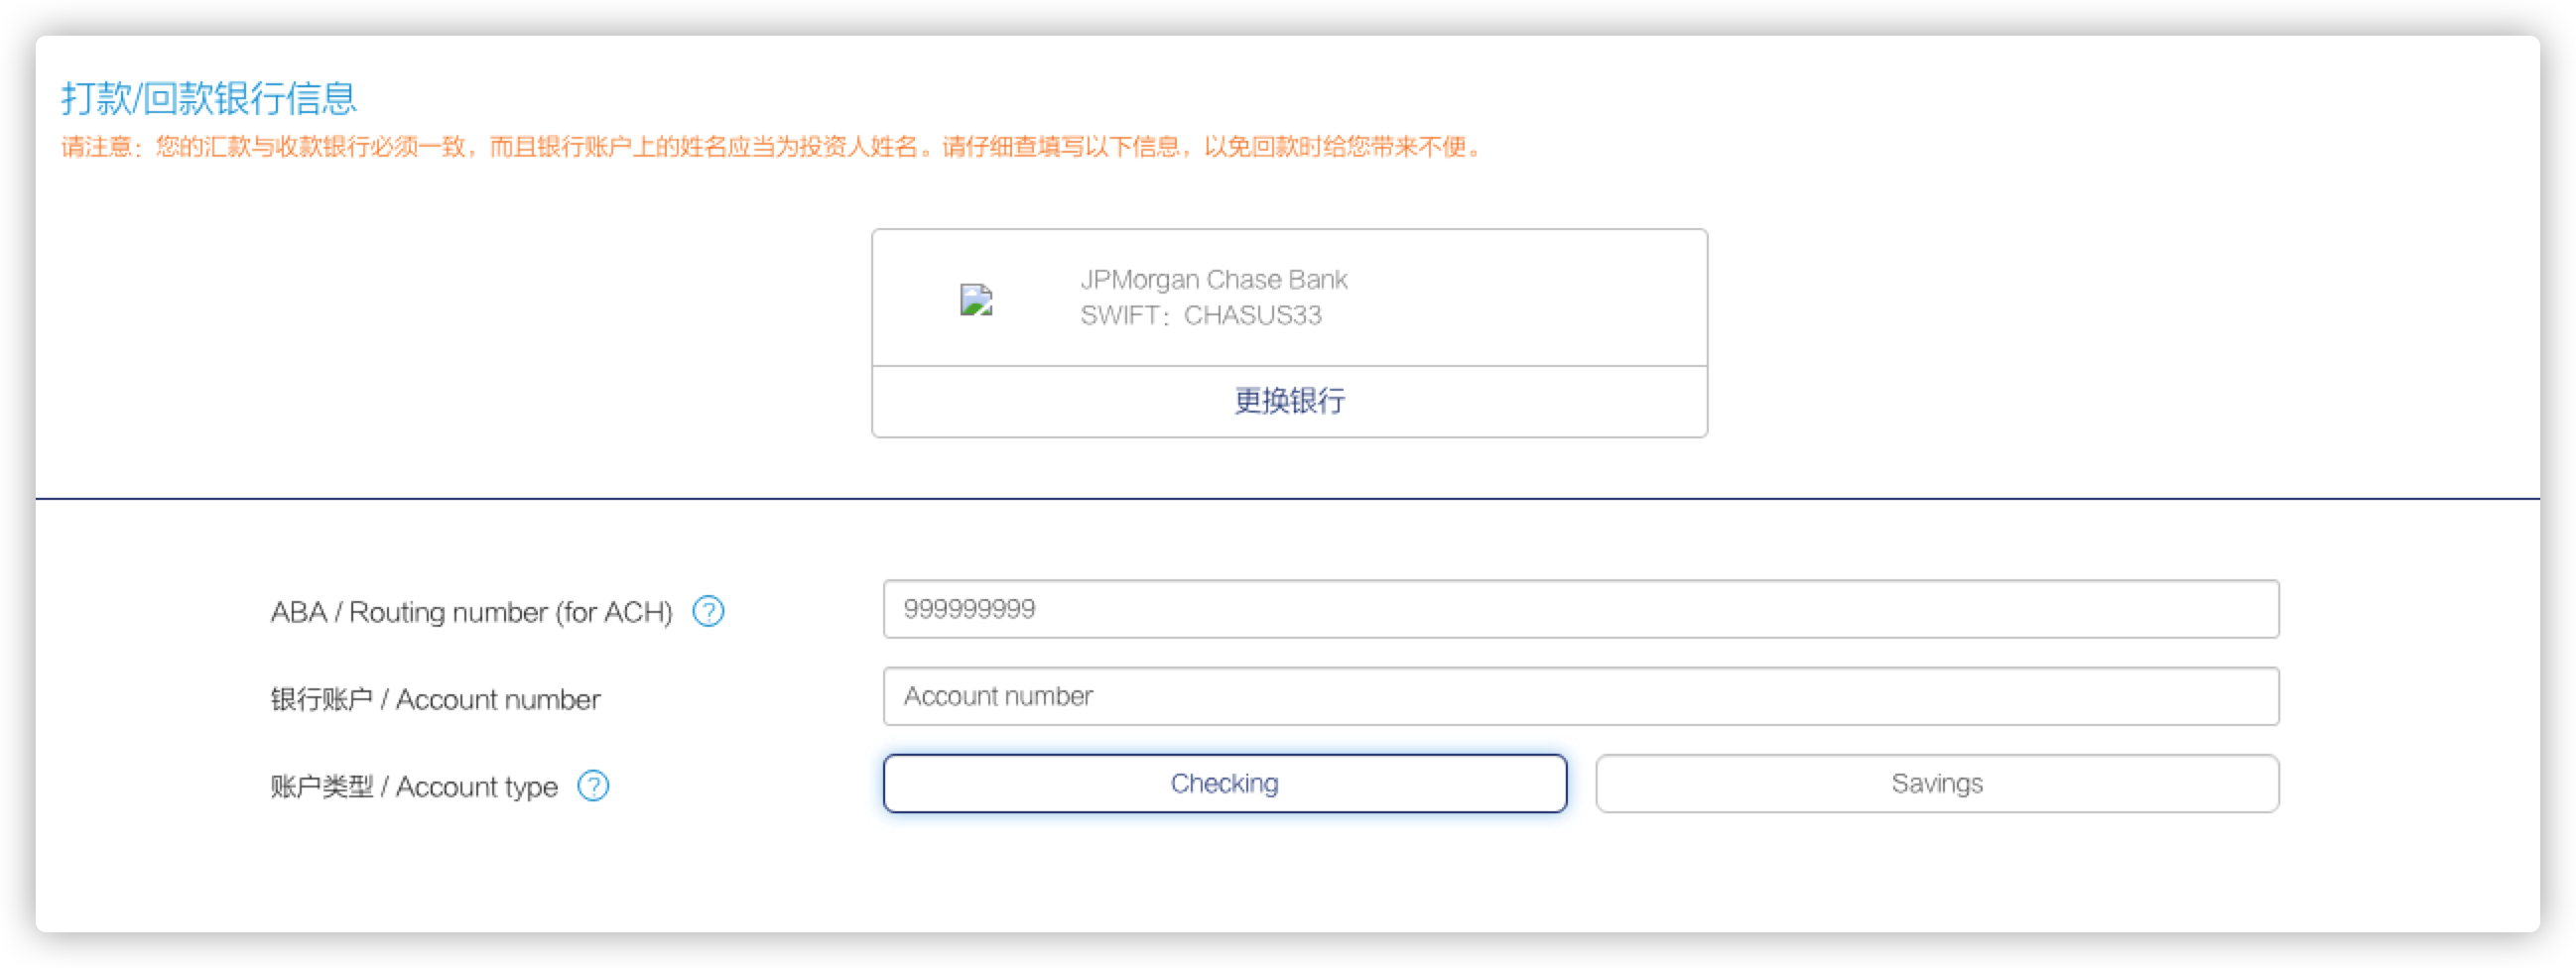 打款/回款银行信息
请注意：您的汇款与收款银行必须一致，而且银行账户上的姓名应当为投资人姓名。请仔细查填写以下信息，以免回款时给您带来不便。
JPMorgan Chase Bank
SWIFT：CHASUS33
更换银行
ABA / Routing number (for ACH) ?
999999999
银行账户 / Account number
Account number
账户类型 / Account type ?
Checking
Savings